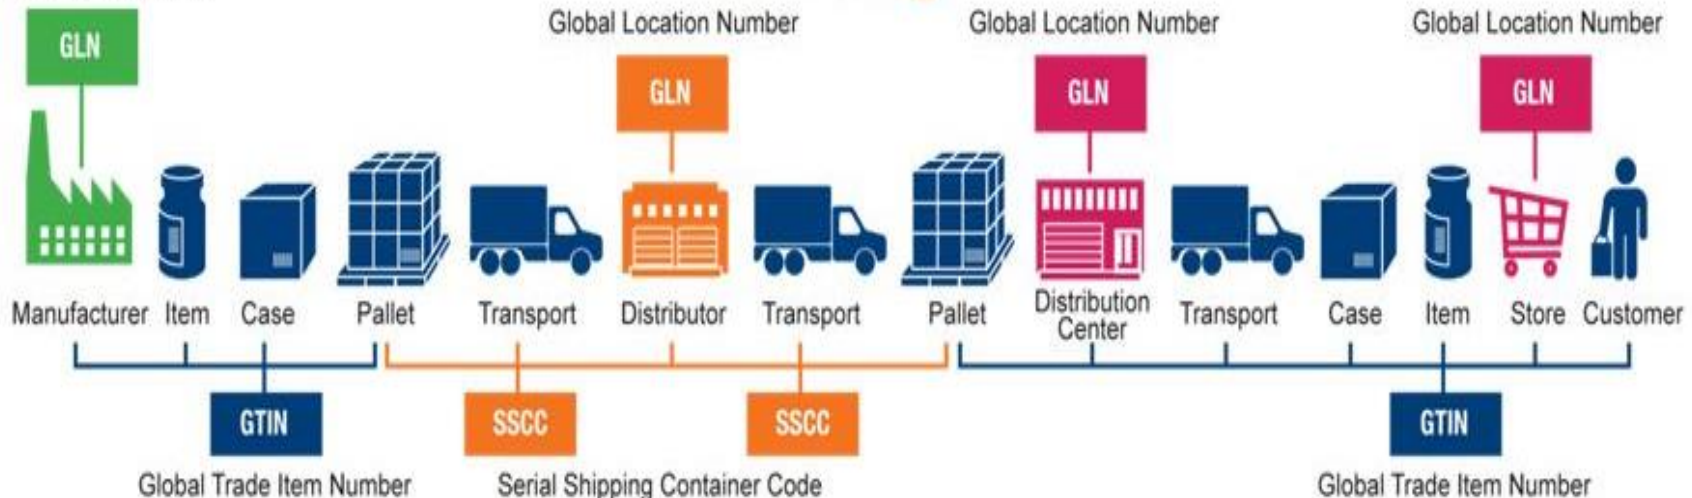 Global Location Number
Global Location Number
Global Location Number
GLN
GLN
GLN
GLN
Manufacturer
Item
Case
Pallet
Transport
Distributor
Transport
Pallet
Distribution
Center
Transport
Case
Item
Store
Customer
GTIN
SSCC
SSCC
GTIN
Global Trade Item Number
Serial Shipping Container Code
Global Trade Item Number